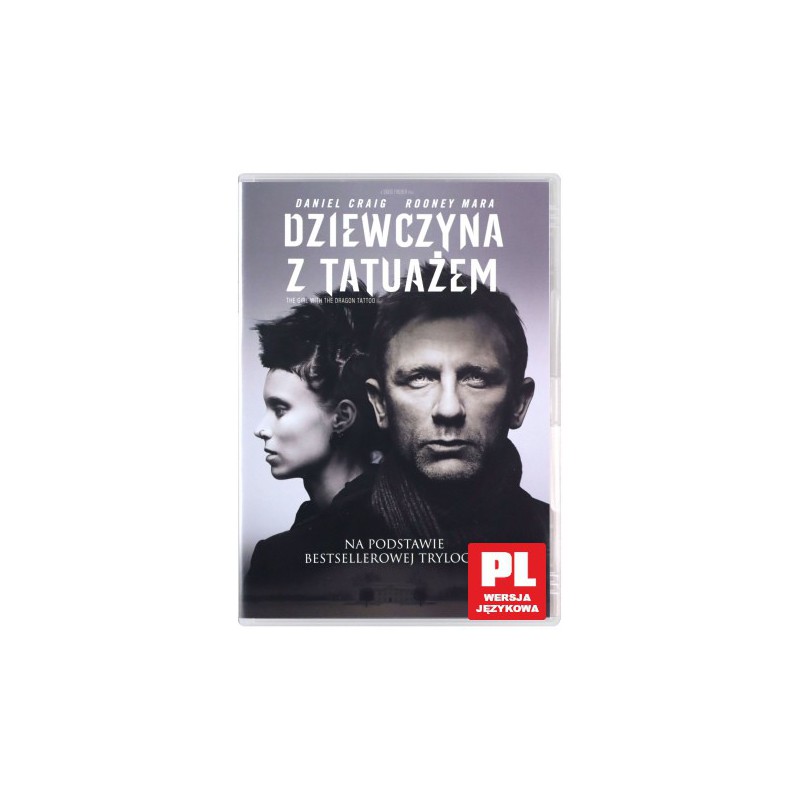 DANIEL CRAIG ROONEY MARA
DZIEWCZYNA
Z TATUAŻEM
THE GIRL WITH THE DRAGON TATTOO
NA PODSTAWIE
BESTSELLEROWEJ TRYLOG
PL
WERSJA
JĘZYKOWA